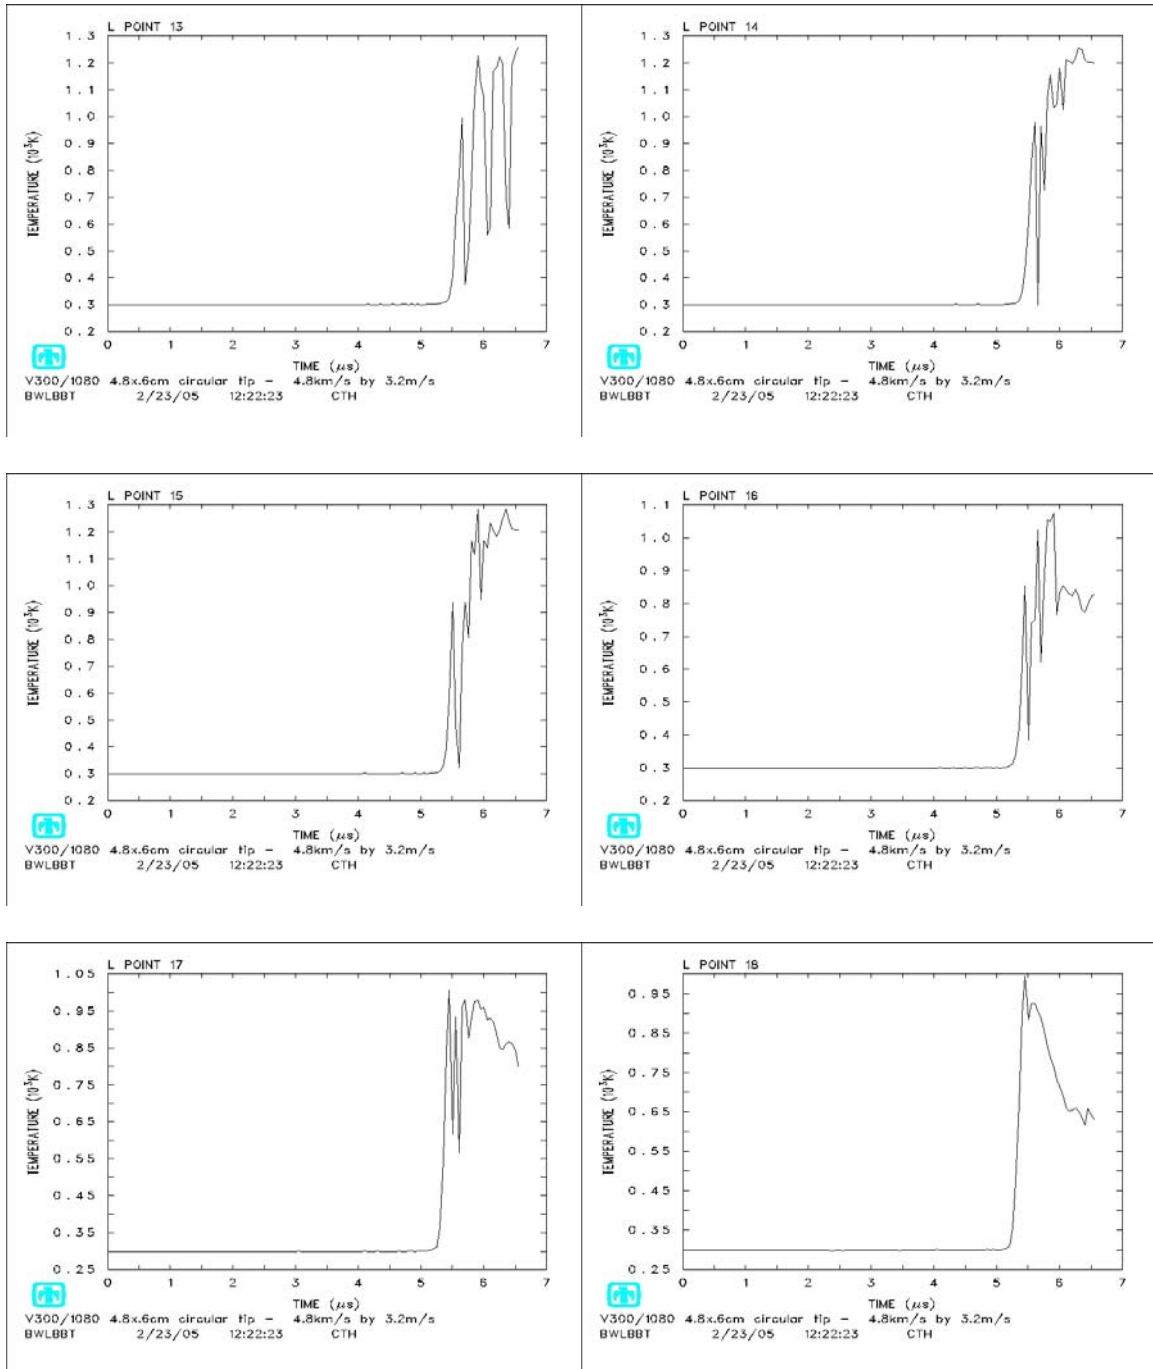 L POINT 13
TEMPERATURE (10³K)
1.3
1.2
1.1
1.0
0.9
0.8
0.7
0.6
0.5
0.4
0.3
0.2
0 1 2 3 4 5 6 7
TIME (μs)
V300/1080 4.8x.6cm circular tip - 4.8km/s by 3.2m/s
BWLBBT 2/23/05 12:22:23 CTH
L POINT 14
TEMPERATURE (10³K)
1.3
1.2
1.1
1.0
0.9
0.8
0.7
0.6
0.5
0.4
0.3
0.2
0 1 2 3 4 5 6 7
TIME (μs)
V300/1080 4.8x.6cm circular tip - 4.8km/s by 3.2m/s
BWLBBT 2/23/05 12:22:23 CTH
L POINT 15
TEMPERATURE (10³K)
1.3
1.2
1.1
1.0
0.9
0.8
0.7
0.6
0.5
0.4
0.3
0.2
0 1 2 3 4 5 6 7
TIME (μs)
V300/1080 4.8x.6cm circular tip - 4.8km/s by 3.2m/s
BWLBBT 2/23/05 12:22:23 CTH
L POINT 16
TEMPERATURE (10³K)
1.1
1.0
0.9
0.8
0.7
0.6
0.5
0.4
0.3
0.2
0 1 2 3 4 5 6 7
TIME (μs)
V300/1080 4.8x.6cm circular tip - 4.8km/s by 3.2m/s
BWLBBT 2/23/05 12:22:23 CTH
L POINT 17
TEMPERATURE (10³K)
1.05
0.95
0.85
0.75
0.65
0.55
0.45
0.35
0.25
0 1 2 3 4 5 6 7
TIME (μs)
V300/1080 4.8x.6cm circular tip - 4.8km/s by 3.2m/s
BWLBBT 2/23/05 12:22:23 CTH
L POINT 18
TEMPERATURE (10³K)
0.95
0.85
0.75
0.65
0.55
0.45
0.35
0.25
0 1 2 3 4 5 6 7
TIME (μs)
V300/1080 4.8x.6cm circular tip - 4.8km/s by 3.2m/s
BWLBBT 2/23/05 12:22:23 CTH